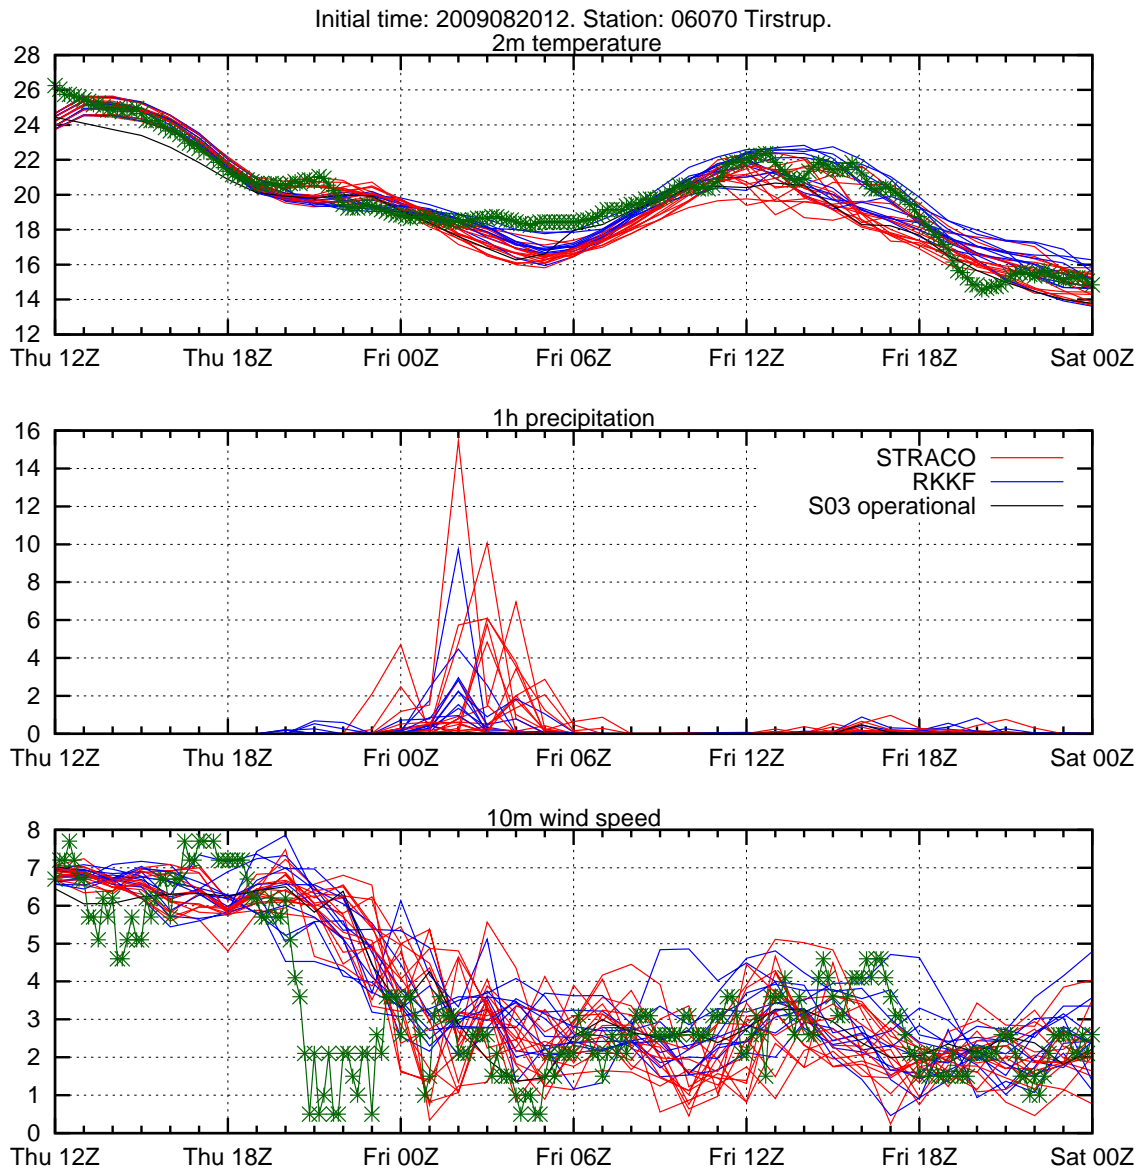 Initial time: 2009082012. Station: 06070 Tirstrup.
2m temperature
28
26
24
22
20
18
16
14
12
Thu 12Z Thu 18Z Fri 00Z Fri 06Z Fri 12Z Fri 18Z Sat 00Z
1h precipitation
16
14
12
10
8
6
4
2
0
STRACO
RKKF
S03 operational
Thu 12Z Thu 18Z Fri 00Z Fri 06Z Fri 12Z Fri 18Z Sat 00Z
10m wind speed
8
7
6
5
4
3
2
1
0
Thu 12Z Thu 18Z Fri 00Z Fri 06Z Fri 12Z Fri 18Z Sat 00Z